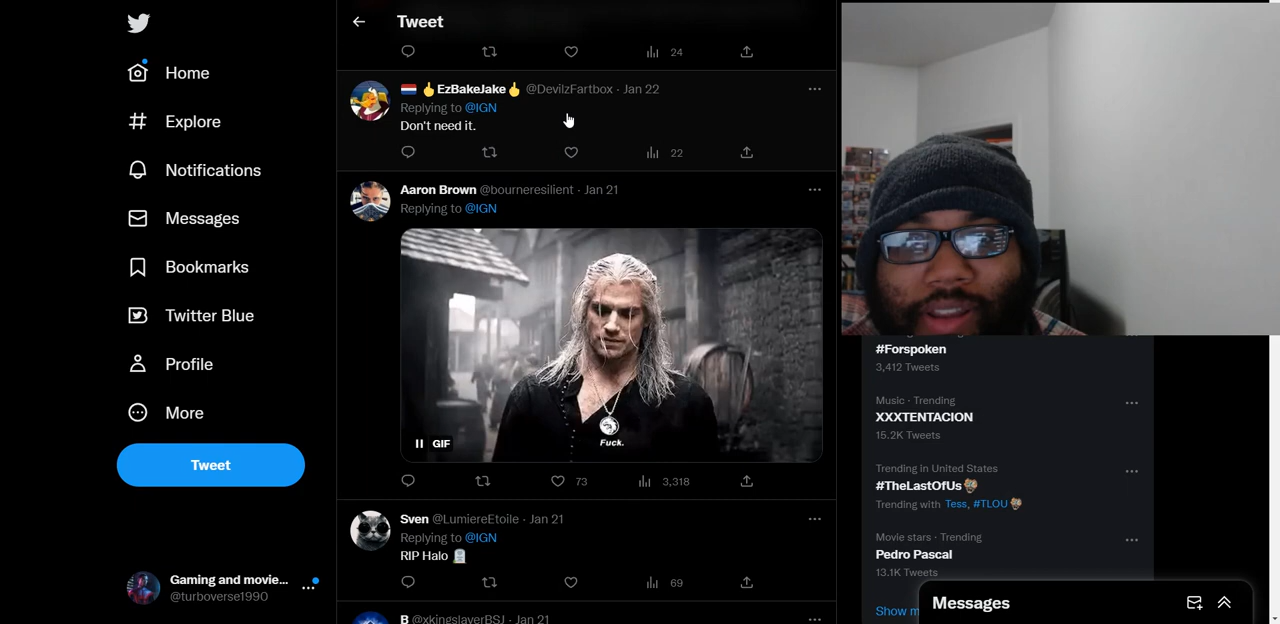 Home
Explore
Notifications
Messages
Bookmarks
Twitter Blue
Profile
More
Tweet
Gaming and movie...
@turboverse1990
Tweet
24
EzBakeJake @DevilzFartbox · Jan 22
Replying to @IGN
Don't need it.
22
Aaron Brown @bourneresilient · Jan 21
Replying to @IGN
Fuck.
GIF
73 3,318
Sven @LumiereEtoile · Jan 21
Replying to @IGN
RIP Halo
69
B @xkingslayerBSJ · Jan 21
#Forspoken
3,412 Tweets
Music · Trending
XXXTENTACION
15.2K Tweets
Trending in United States
#TheLastOfUs
Trending with Tess, #TLOU
Movie stars · Trending
Pedro Pascal
13.1K Tweets
Show
Messages